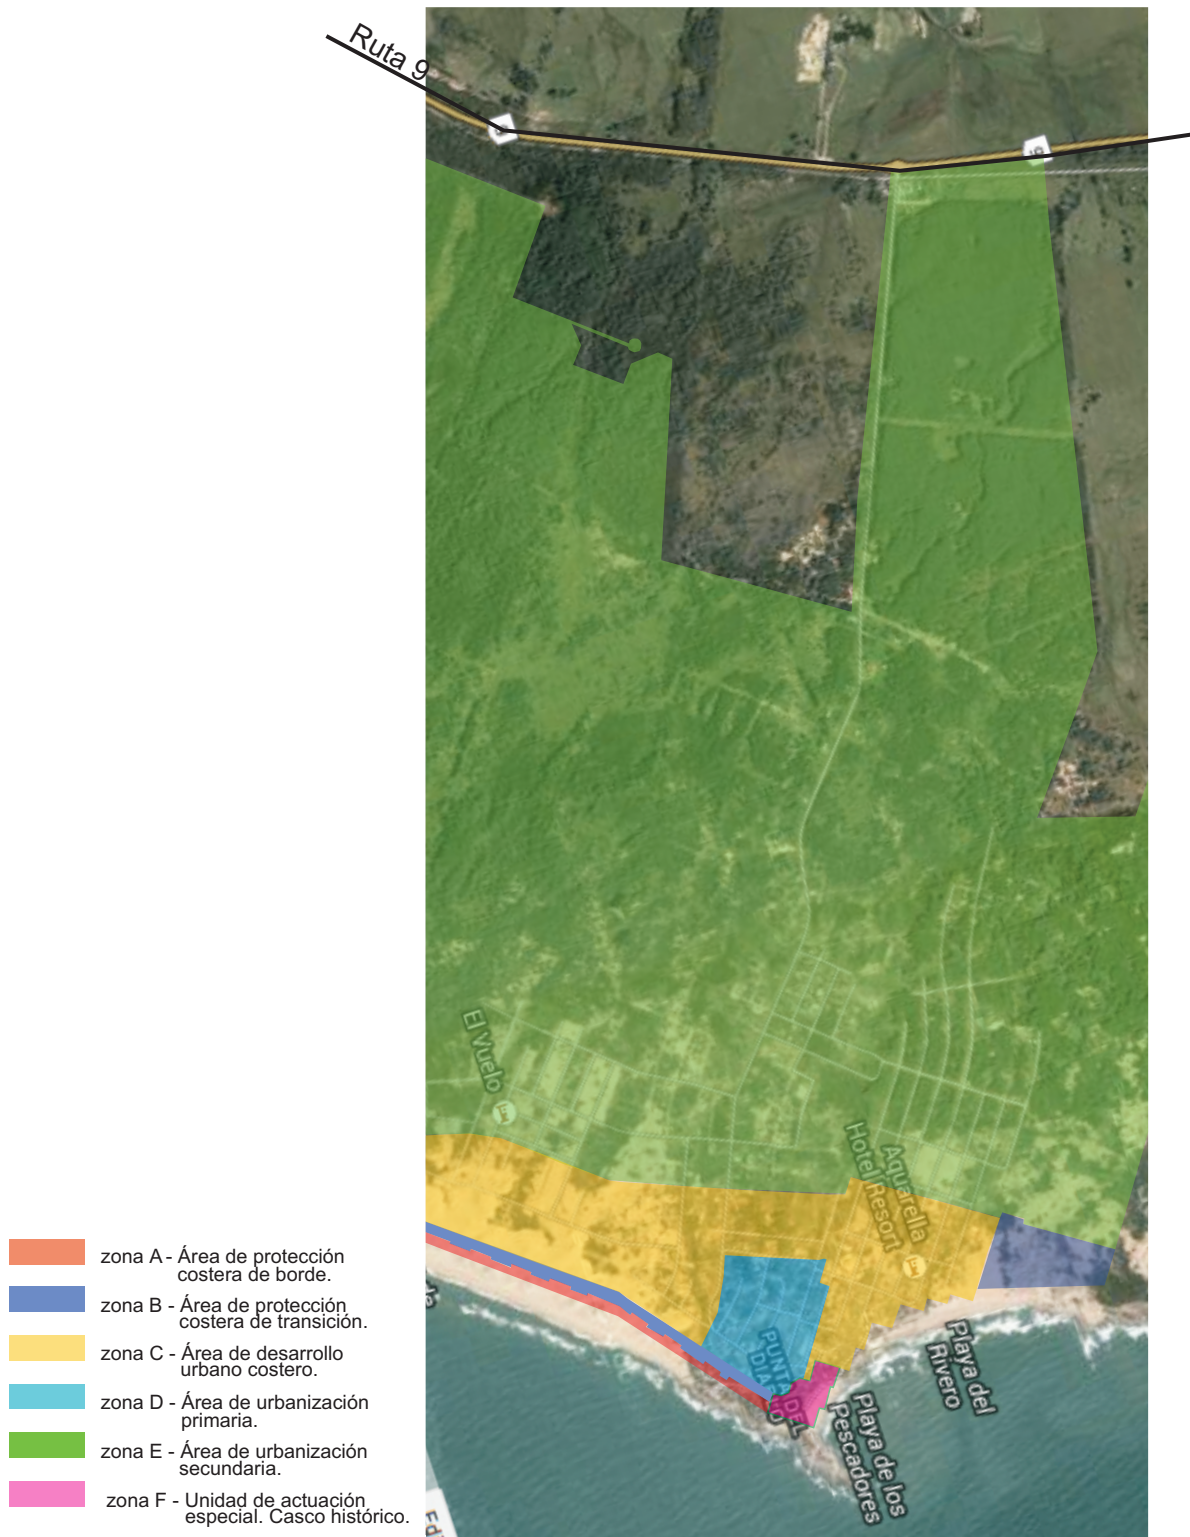 Ruta 9
9
El Vuelo
Aquarella
Hotel Resort
PUNTA DEL
DIABLO
Playa del
Rivero
Playa de los
Pescadores
zona A - Área de protección
costera de borde.
zona B - Área de protección
costera de transición.
zona C - Área de desarrollo
urbano costero.
zona D - Área de urbanización
primaria.
zona E - Área de urbanización
secundaria.
zona F - Unidad de actuación
especial. Casco histórico.